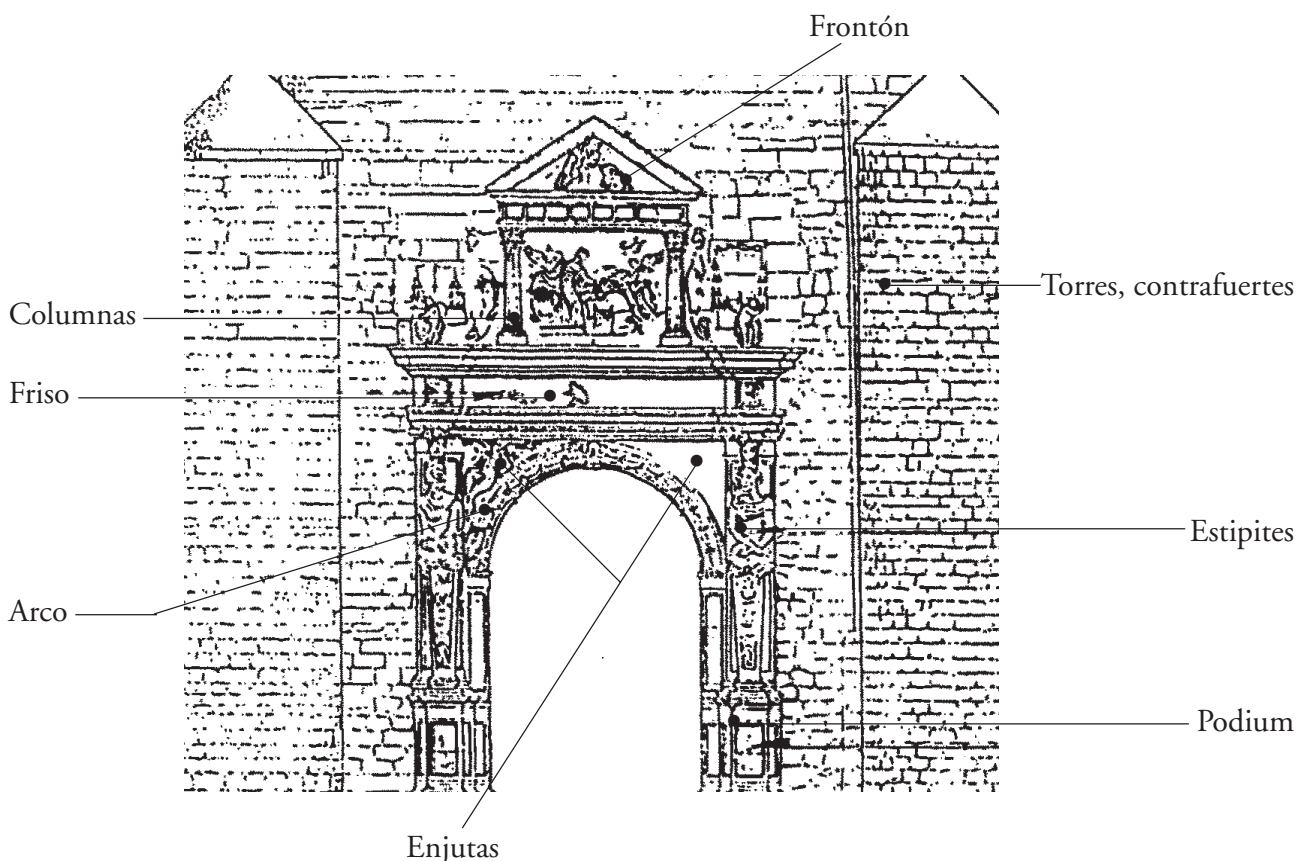 Frontón
Torres, contrafuertes
Columnas
Friso
Estipites
Arco
Podium
Enjutas